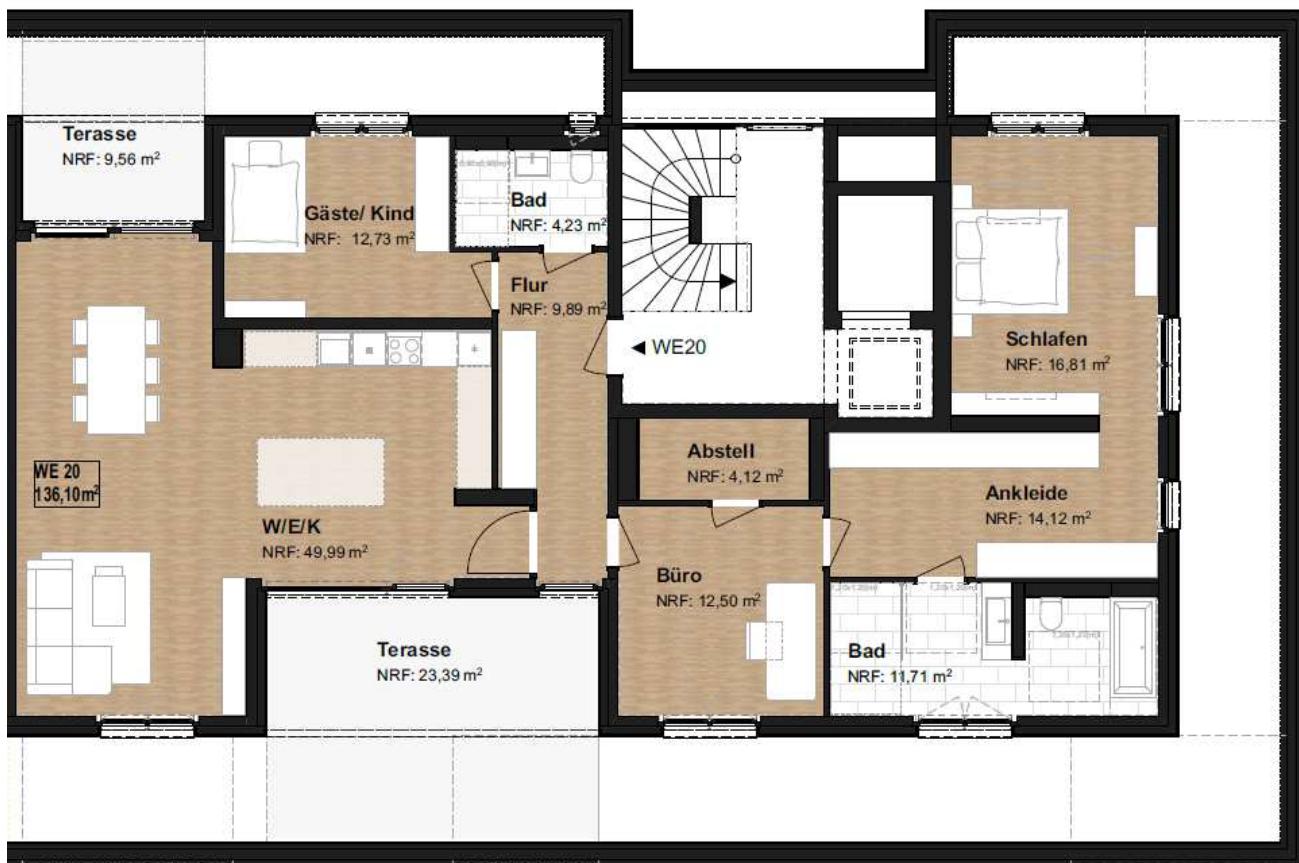 Terasse
NRF: 9,56 m²
Gäste/ Kind
NRF: 12,73 m²
Bad
NRF: 4,23 m²
Flur
NRF: 9,89 m²
◄ WE20
Schlafen
NRF: 16,81 m²
Abstell
NRF: 4,12 m²
WE 20
136,10m²
Ankleide
NRF: 14,12 m²
W/E/K
NRF: 49,99 m²
Büro
NRF: 12,50 m²
Terasse
NRF: 23,39 m²
Bad
NRF: 11,71 m²